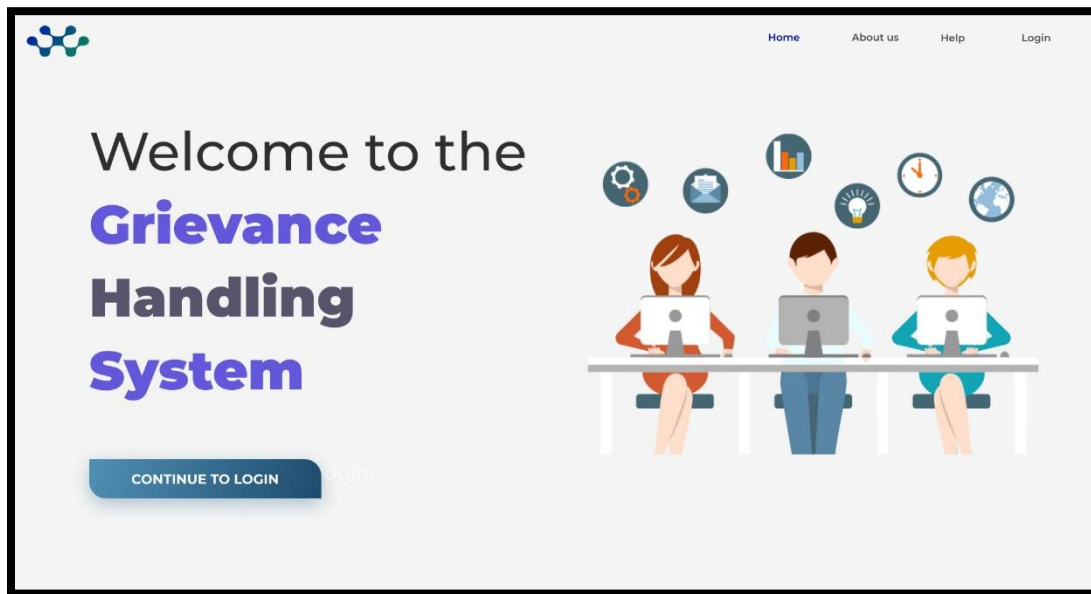 Home About us Help Login
Welcome to the
Grievance
Handling
System
CONTINUE TO LOGIN